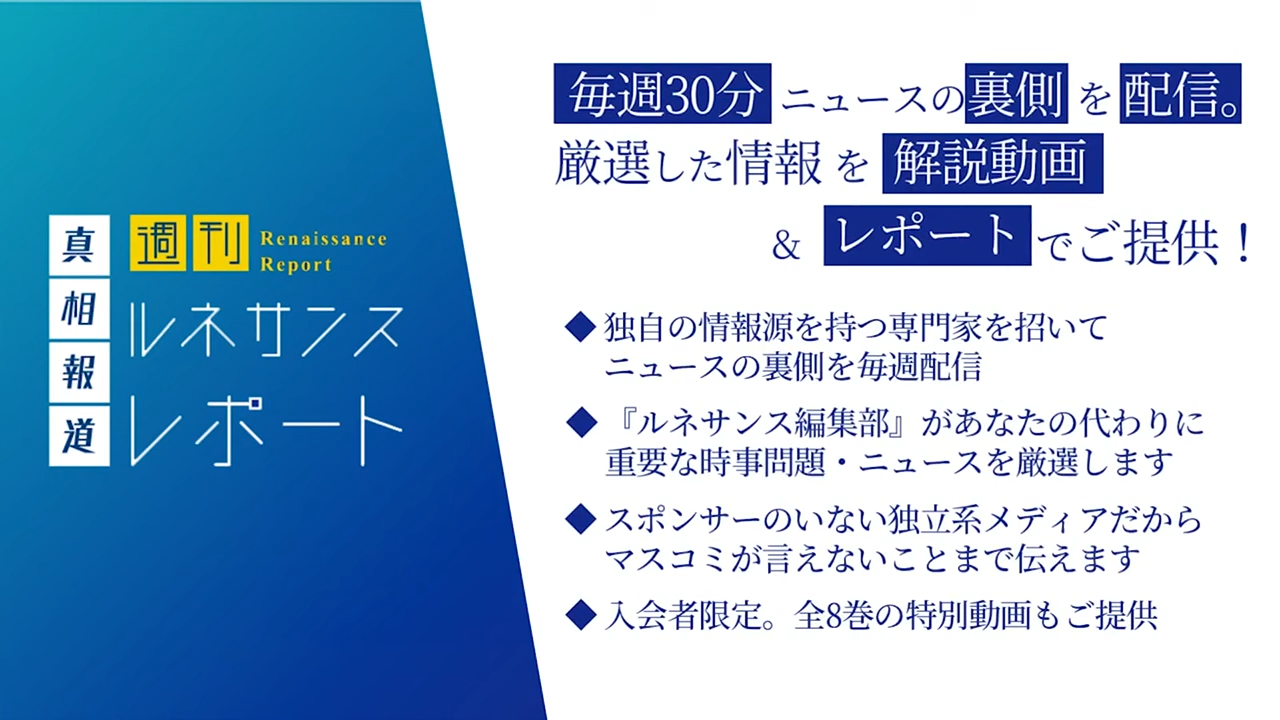 真相報道
週刊
Renaissance
Report
ルネサンス
レポート
毎週30分 ニュースの裏側を配信。
厳選した情報を解説動画
& レポートでご提供！
◆ 独自の情報源を持つ専門家を招いて
ニュースの裏側を毎週配信
◆ 『ルネサンス編集部』があなたの代わりに
重要な時事問題・ニュースを厳選します
◆ スポンサーのいない独立系メディアだから
マスコミが言えないことまで伝えます
◆ 入会者限定。全8巻の特別動画もご提供